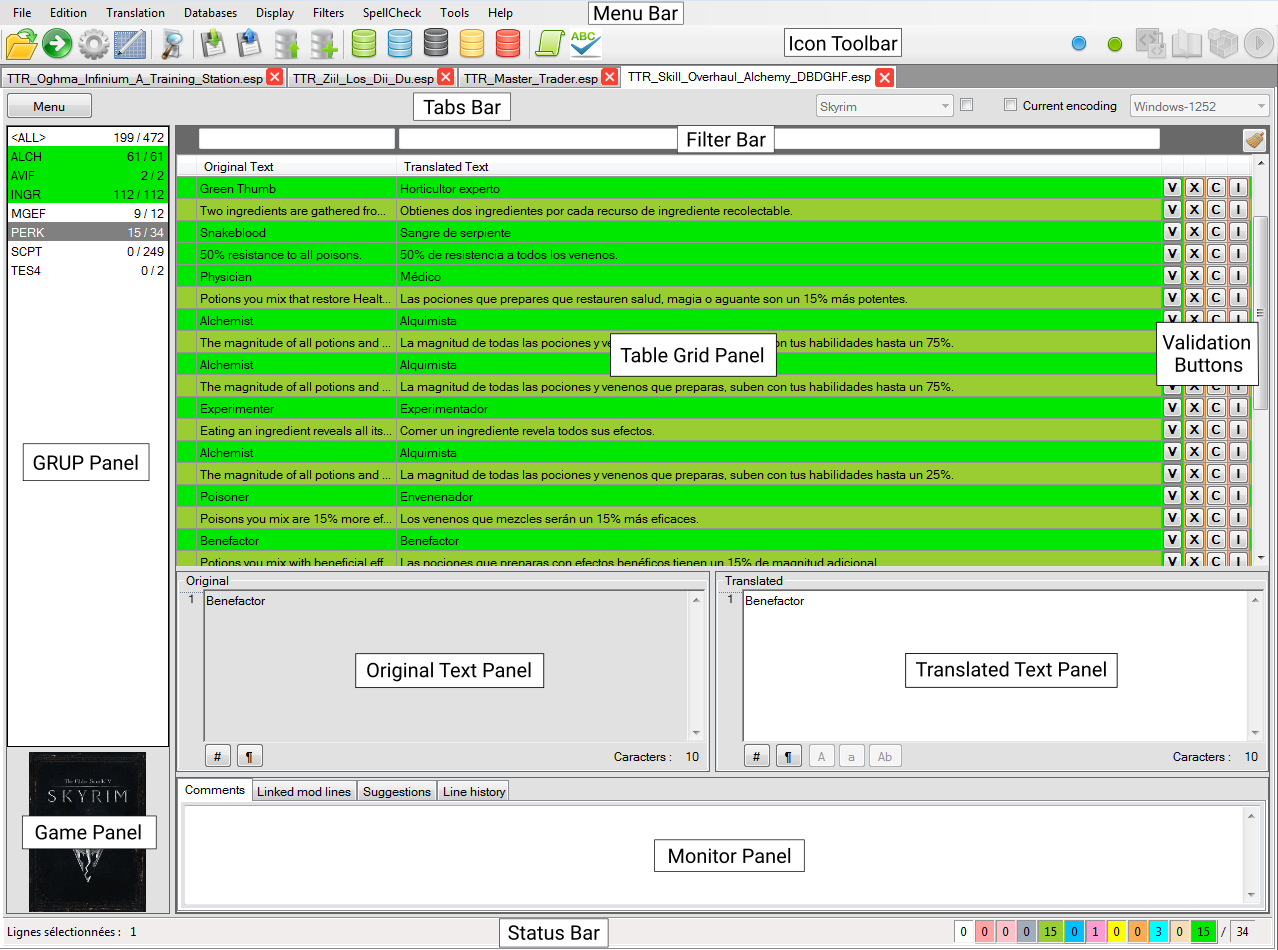 File Edition Translation Databases Display Filters SpellCheck Tools Help Menu Bar
ABC
Icon Toolbar
TTR_Oghma_Infinium_A_Training_Station.esp TTR_Ziil_Los_Dii_Du.esp TTR_Master_Trader.esp TTR_Skill_Overhaul_Alchemy_DBDGHF.esp
Menu Tabs Bar Skyrim Current encoding Windows-1252
Filter Bar
<ALL> 199 / 472
ALCH 61 / 61
AVIF 2 / 2
INGR 112 / 112
MGEF 9 / 12
PERK 15 / 34
SCPT 0 / 249
TES4 0 / 2
GRUP Panel
Original Text Translated Text
Green Thumb Horticultor experto V X C I
Two ingredients are gathered fro... Obtienes dos ingredientes por cada recurso de ingrediente recolectable. V X C I
Snakeblood Sangre de serpiente V X C I
50% resistance to all poisons. 50% de resistencia a todos los venenos. V X C I
Physician Médico V X C I
Potions you mix that restore Healt... Las pociones que prepares que restauren salud, magia o aguante son un 15% más potentes. V X C I
Alchemist Alquimista V X C I
The magnitude of all potions and ... La magnitud de todas las pociones y ve con tus habilidades hasta un 75%.
Table Grid Panel
Validation
Buttons
Alchemist Alquimista
The magnitude of all potions and ... La magnitud de todas las pociones y venenos que preparas, suben con tus habilidades hasta un 75%. V X C I
Experimenter Experimentador V X C I
Eating an ingredient reveals all its... Comer un ingrediente revela todos sus efectos. V X C I
Alchemist Alquimista V X C I
The magnitude of all potions and ... La magnitud de todas las pociones y venenos que preparas, suben con tus habilidades hasta un 25%. V X C I
Poisoner Envenenador V X C I
Poisons you mix are 15% more ef... Los venenos que mezcles serán un 15% más eficaces. V X C I
Benefactor Benefactor V X C I
Potions you mix with beneficial eff... Las pociones que preparas con efectos benéficos tienen un 15% de magnitud adicional V X C I
Original
1 Benefactor
Original Text Panel
# ¶ Caracters : 10
Translated
1 Benefactor
Translated Text Panel
# ¶ A a Ab Caracters : 10
The Elder Scrolls V
SKYRIM
Game Panel
Comments Linked mod lines Suggestions Line history
Monitor Panel
Lignes sélectionnées : 1 Status Bar 0 0 0 0 15 0 1 0 0 3 0 15 / 34